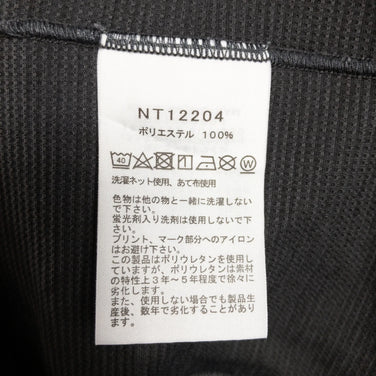 NT12204
ポリエステル 100%
40
W
洗濯ネット使用、あて布使用
色物は他の物と一緒に洗濯しない
で下さい。
蛍光剤入り洗剤は使用しないで下
さい。
プリント、マーク部分へのアイロン
はお避け下さい。
この製品はポリウレタンを使用し
ていますが、ポリウレタンは素材
の特性上3年~5年程度で徐々に
劣化します。
また、使用しない場合でも製品生
産後、数年で劣化することがあり
ます。